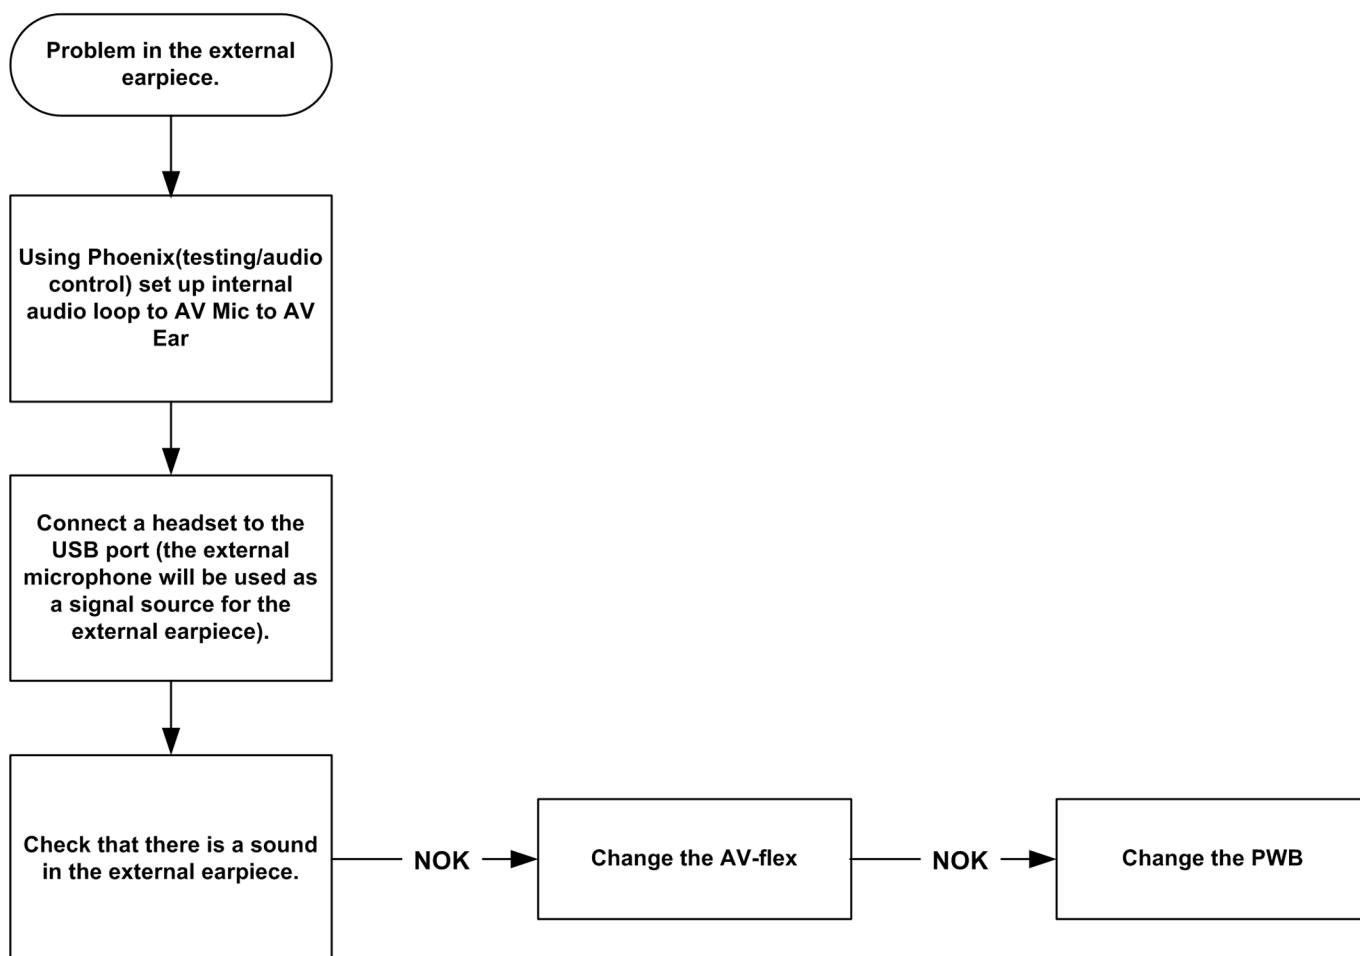 Problem in the external
earpiece.
Using Phoenix(testing/audio
control) set up internal
audio loop to AV Mic to AV
Ear
Connect a headset to the
USB port (the external
microphone will be used as
a signal source for the
external earpiece).
Check that there is a sound
in the external earpiece.
NOK
Change the AV-flex
NOK
Change the PWB